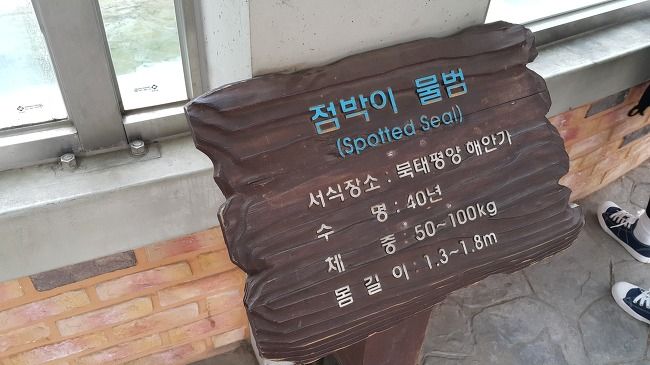 점박이 물범
(Spotted Seal)
서식장소 : 북태평양 해안가
수 명 : 40년
체 중 : 50~100kg
몸 길 이 : 1.3~1.8m